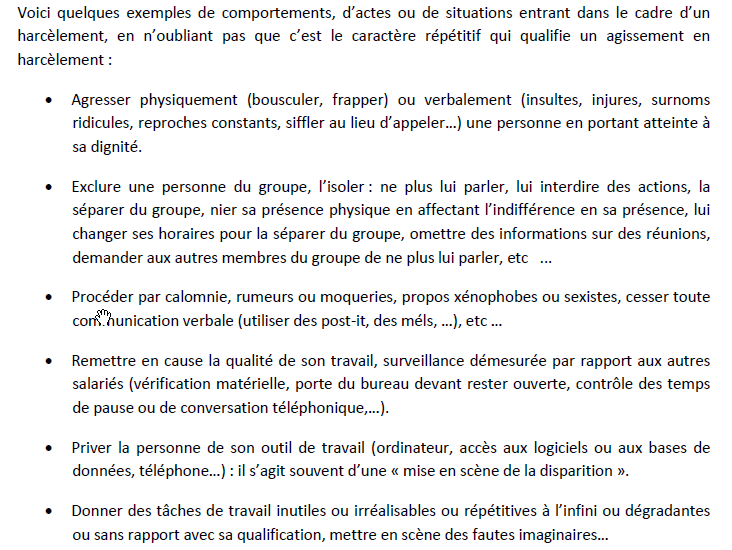 Voici quelques exemples de comportements, d’actes ou de situations entrant dans le cadre d’un
harcèlement, en n’oubliant pas que c’est le caractère répétitif qui qualifie un agissement en
harcèlement :
• Agresser physiquement (bousculer, frapper) ou verbalement (insultes, injures, surnoms
ridicules, reproches constants, siffler au lieu d’appeler…) une personne en portant atteinte à
sa dignité.
• Exclure une personne du groupe, l’isoler : ne plus lui parler, lui interdire des actions, la
séparer du groupe, nier sa présence physique en affectant l’indifférence en sa présence, lui
changer ses horaires pour la séparer du groupe, omettre des informations sur des réunions,
demander aux autres membres du groupe de ne plus lui parler, etc ...
• Procéder par calomnie, rumeurs ou moqueries, propos xénophobes ou sexistes, cesser toute
communication verbale (utiliser des post-it, des méls, …), etc …
• Remettre en cause la qualité de son travail, surveillance démesurée par rapport aux autres
salariés (vérification matérielle, porte du bureau devant rester ouverte, contrôle des temps
de pause ou de conversation téléphonique,…).
• Priver la personne de son outil de travail (ordinateur, accès aux logiciels ou aux bases de
données, téléphone…) : il s’agit souvent d’une « mise en scène de la disparition ».
• Donner des tâches de travail inutiles ou irréalisables ou répétitives à l’infini ou dégradantes
ou sans rapport avec sa qualification, mettre en scène des fautes imaginaires…